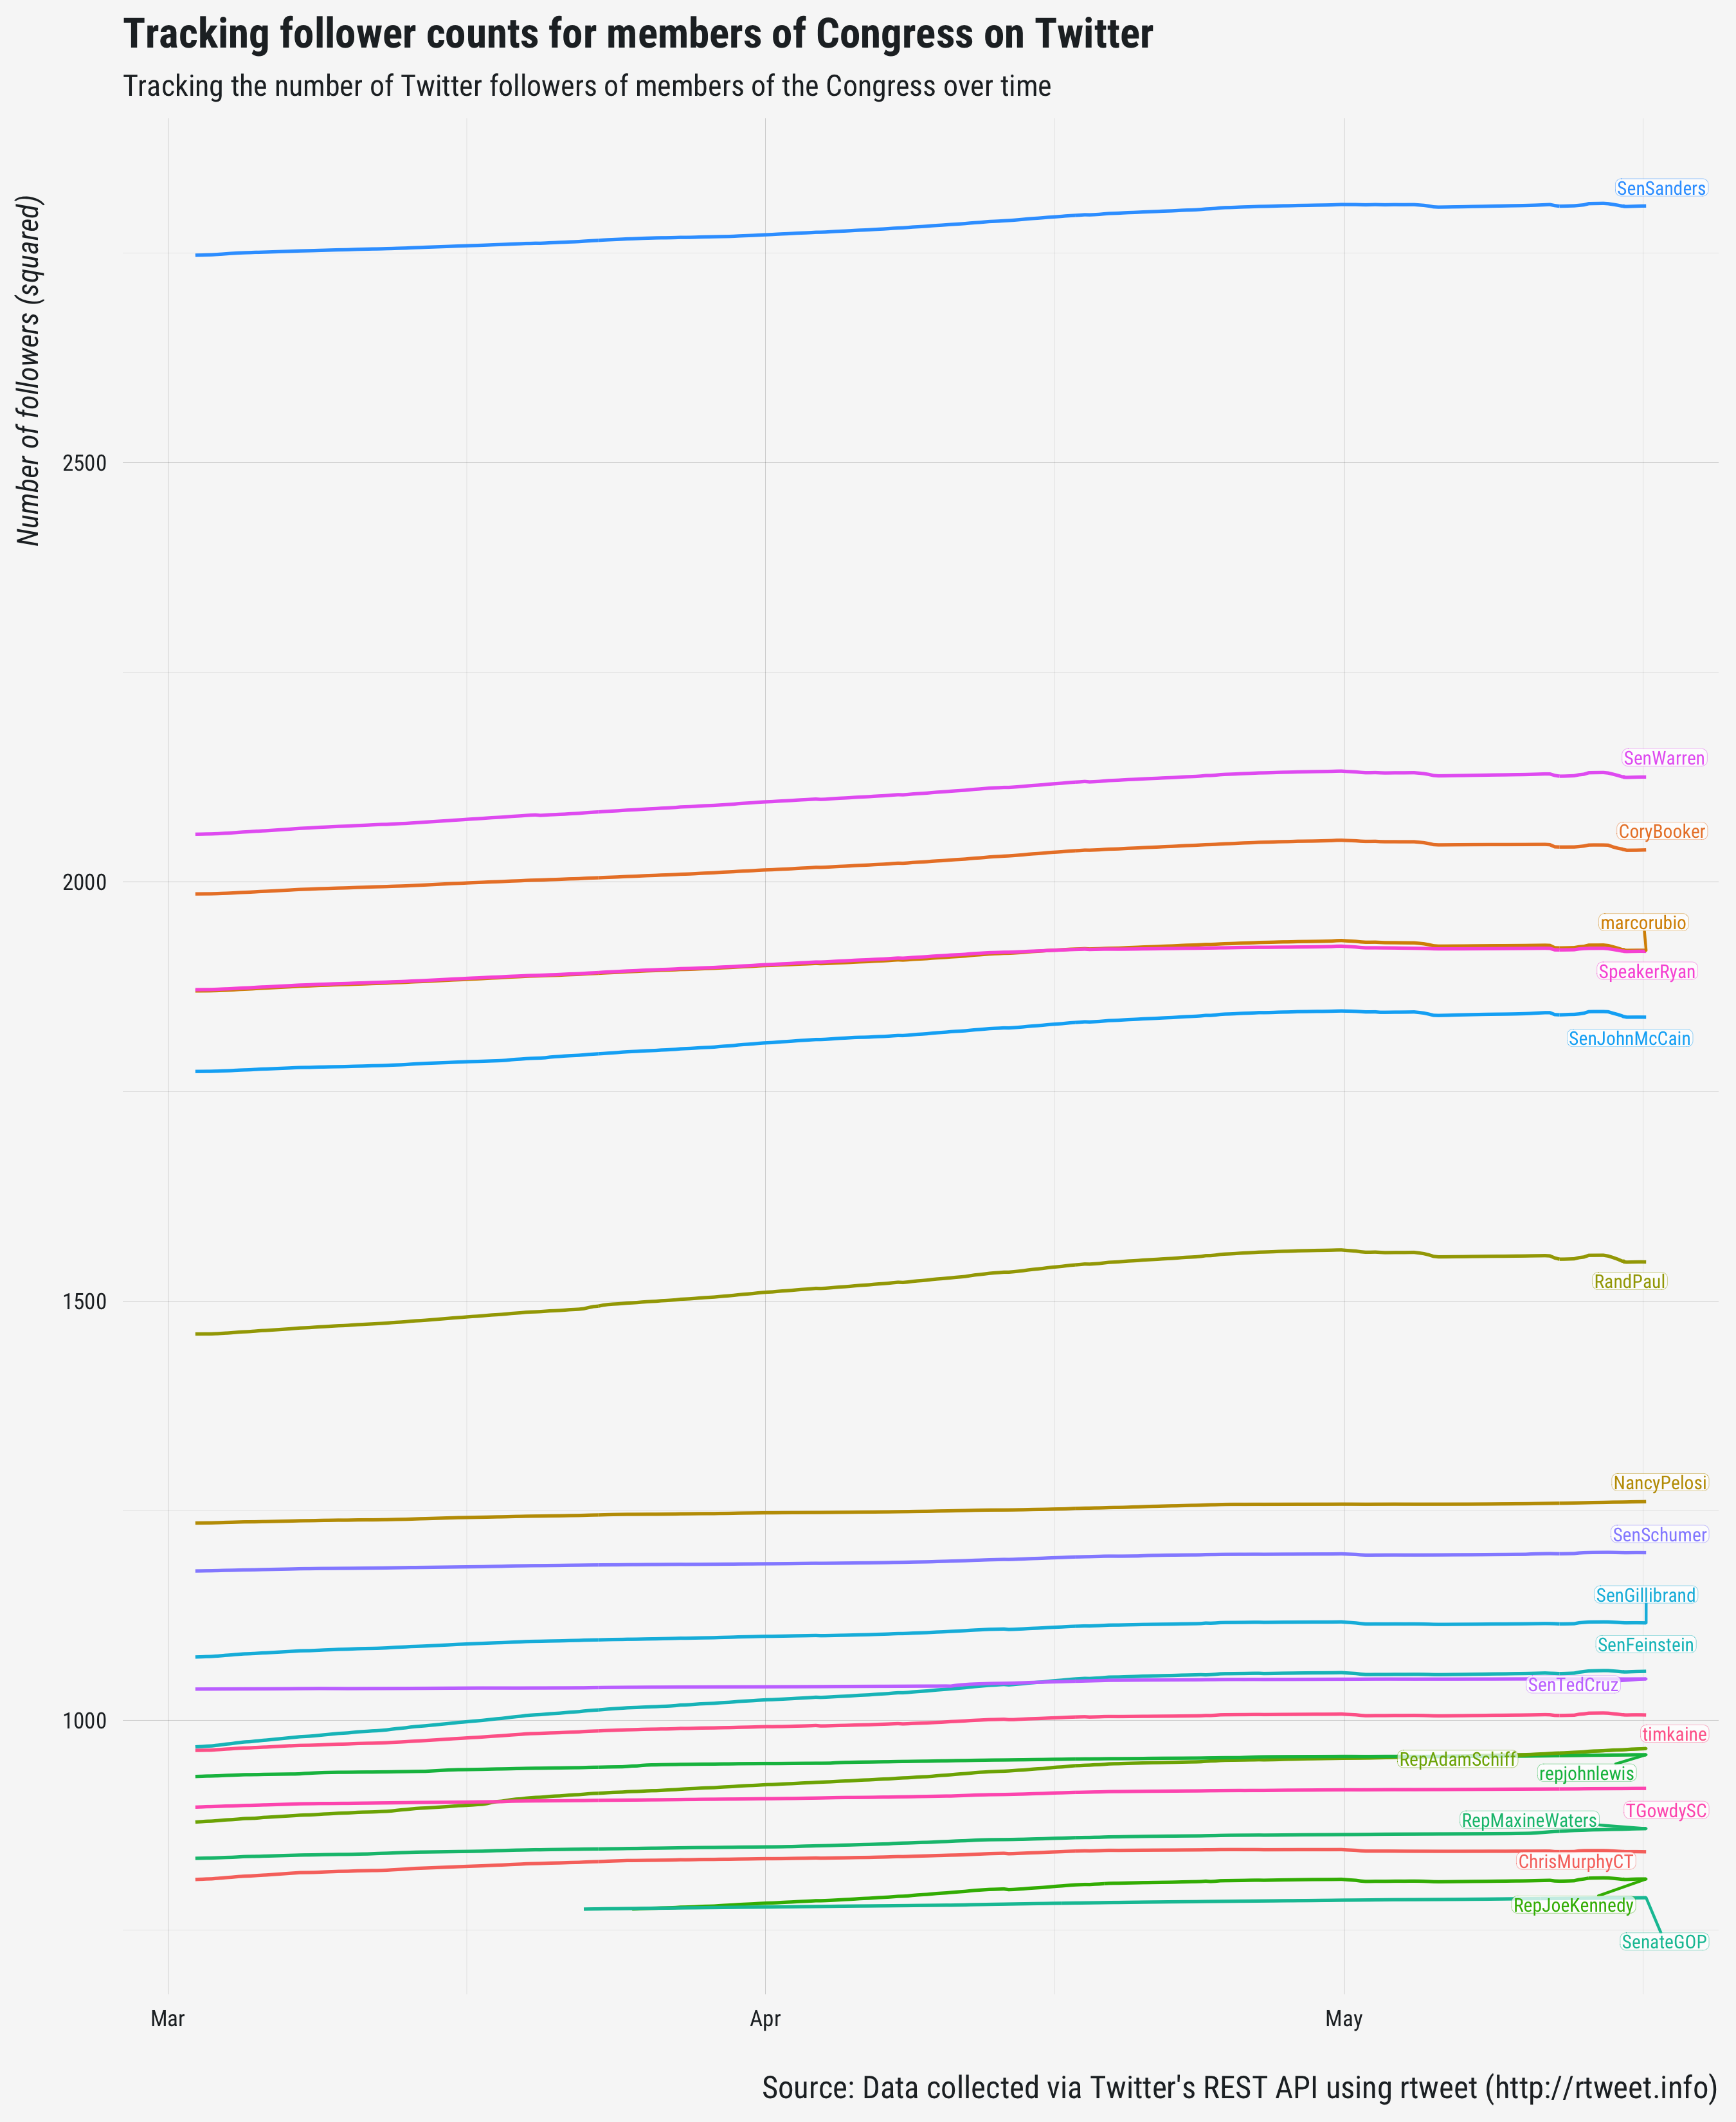 Tracking follower counts for members of Congress on Twitter
Tracking the number of Twitter followers of members of the Congress over time
Number of followers (squared)
2500
2000
1500
1000
SenSanders
SenWarren
CoryBooker
marcorubio
SpeakerRyan
SenJohnMcCain
RandPaul
NancyPelosi
SenSchumer
SenGillibrand
SenFeinstein
SenTedCruz
timkaine
RepAdamSchiff
repjohnlewis
TGowdySC
RepMaxineWaters
ChrisMurphyCT
RepJoeKennedy
SenateGOP
Mar
Apr
May
Source: Data collected via Twitter's REST API using rtweet (http://rtweet.info)